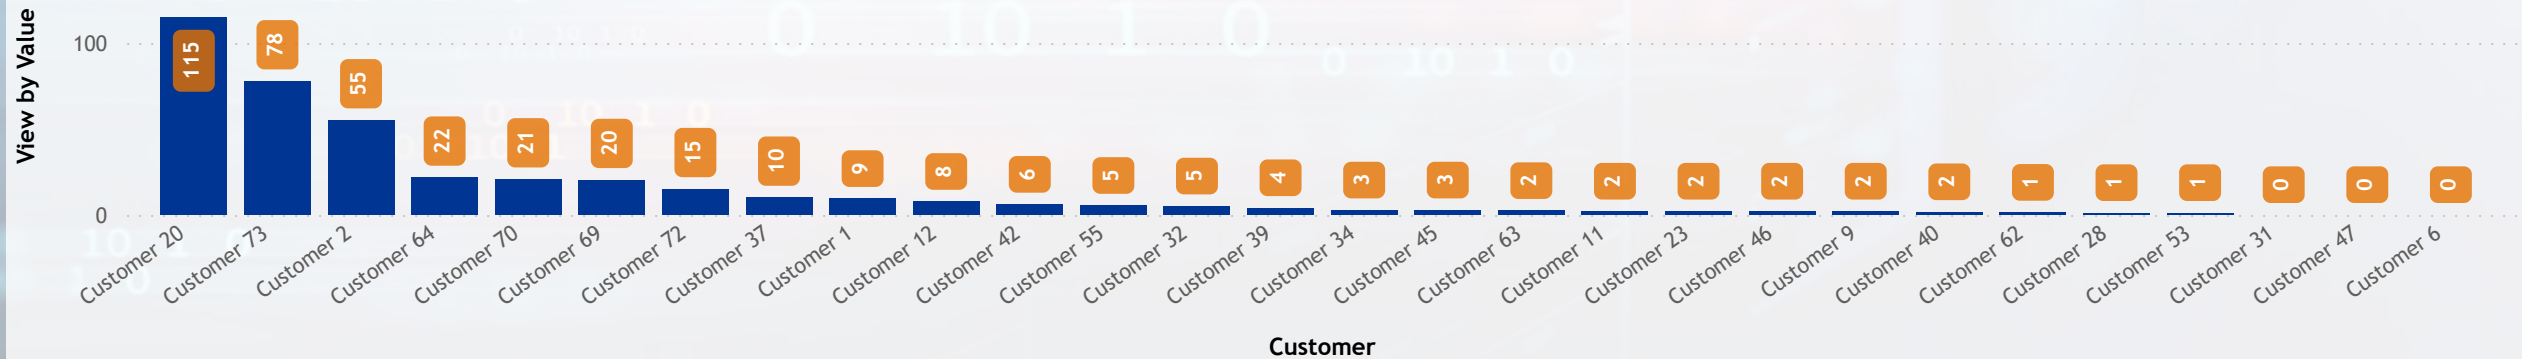 View by Value
100
0
115
78
55
22
21
20
15
10
9
8
6
5
5
4
3
3
2
2
2
2
2
2
1
1
1
0
0
0
Customer 20
Customer 73
Customer 2
Customer 64
Customer 70
Customer 69
Customer 72
Customer 37
Customer 1
Customer 12
Customer 42
Customer 55
Customer 32
Customer 39
Customer 34
Customer 45
Customer 63
Customer 11
Customer 23
Customer 46
Customer 9
Customer 40
Customer 62
Customer 28
Customer 53
Customer 31
Customer 47
Customer 6
Customer